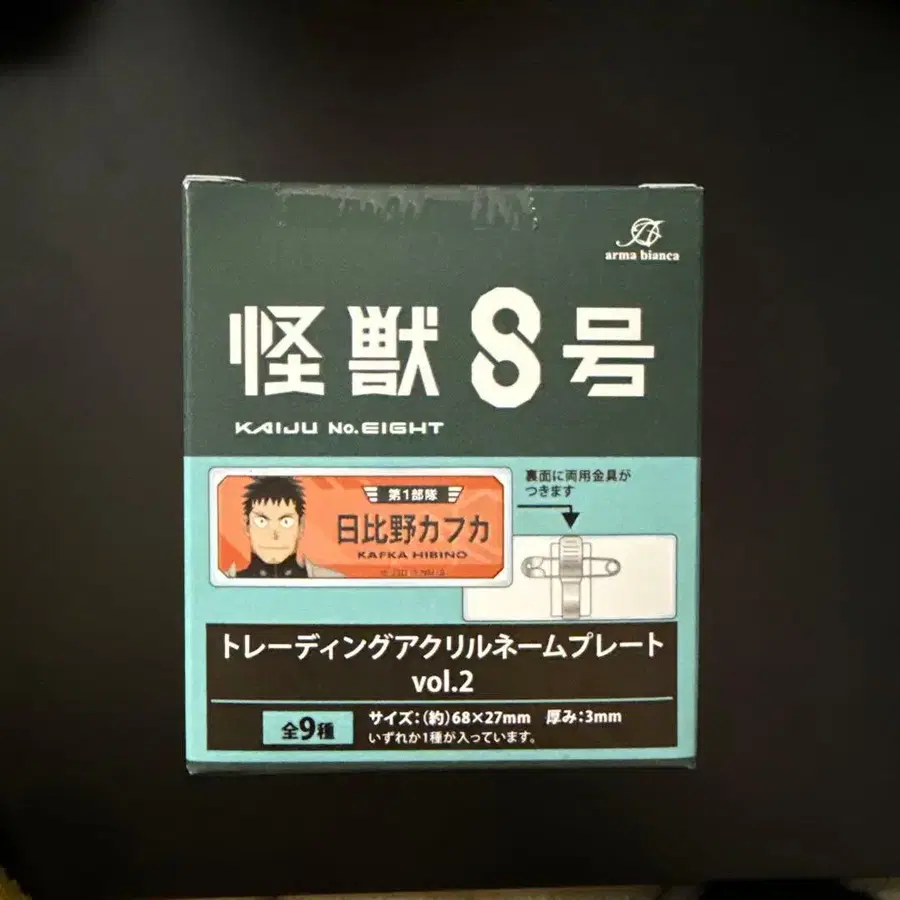 arma bianca
怪獣8号
KAIJU No.EIGHT
第1部隊
日比野カフカ
KAFKA HIBINO
裏面に両用金具が
つきます
トレーディングアクリルネームプレート
vol.2
全9種
サイズ:(約)68×27mm 厚み:3mm
いずれか1種が入っています。